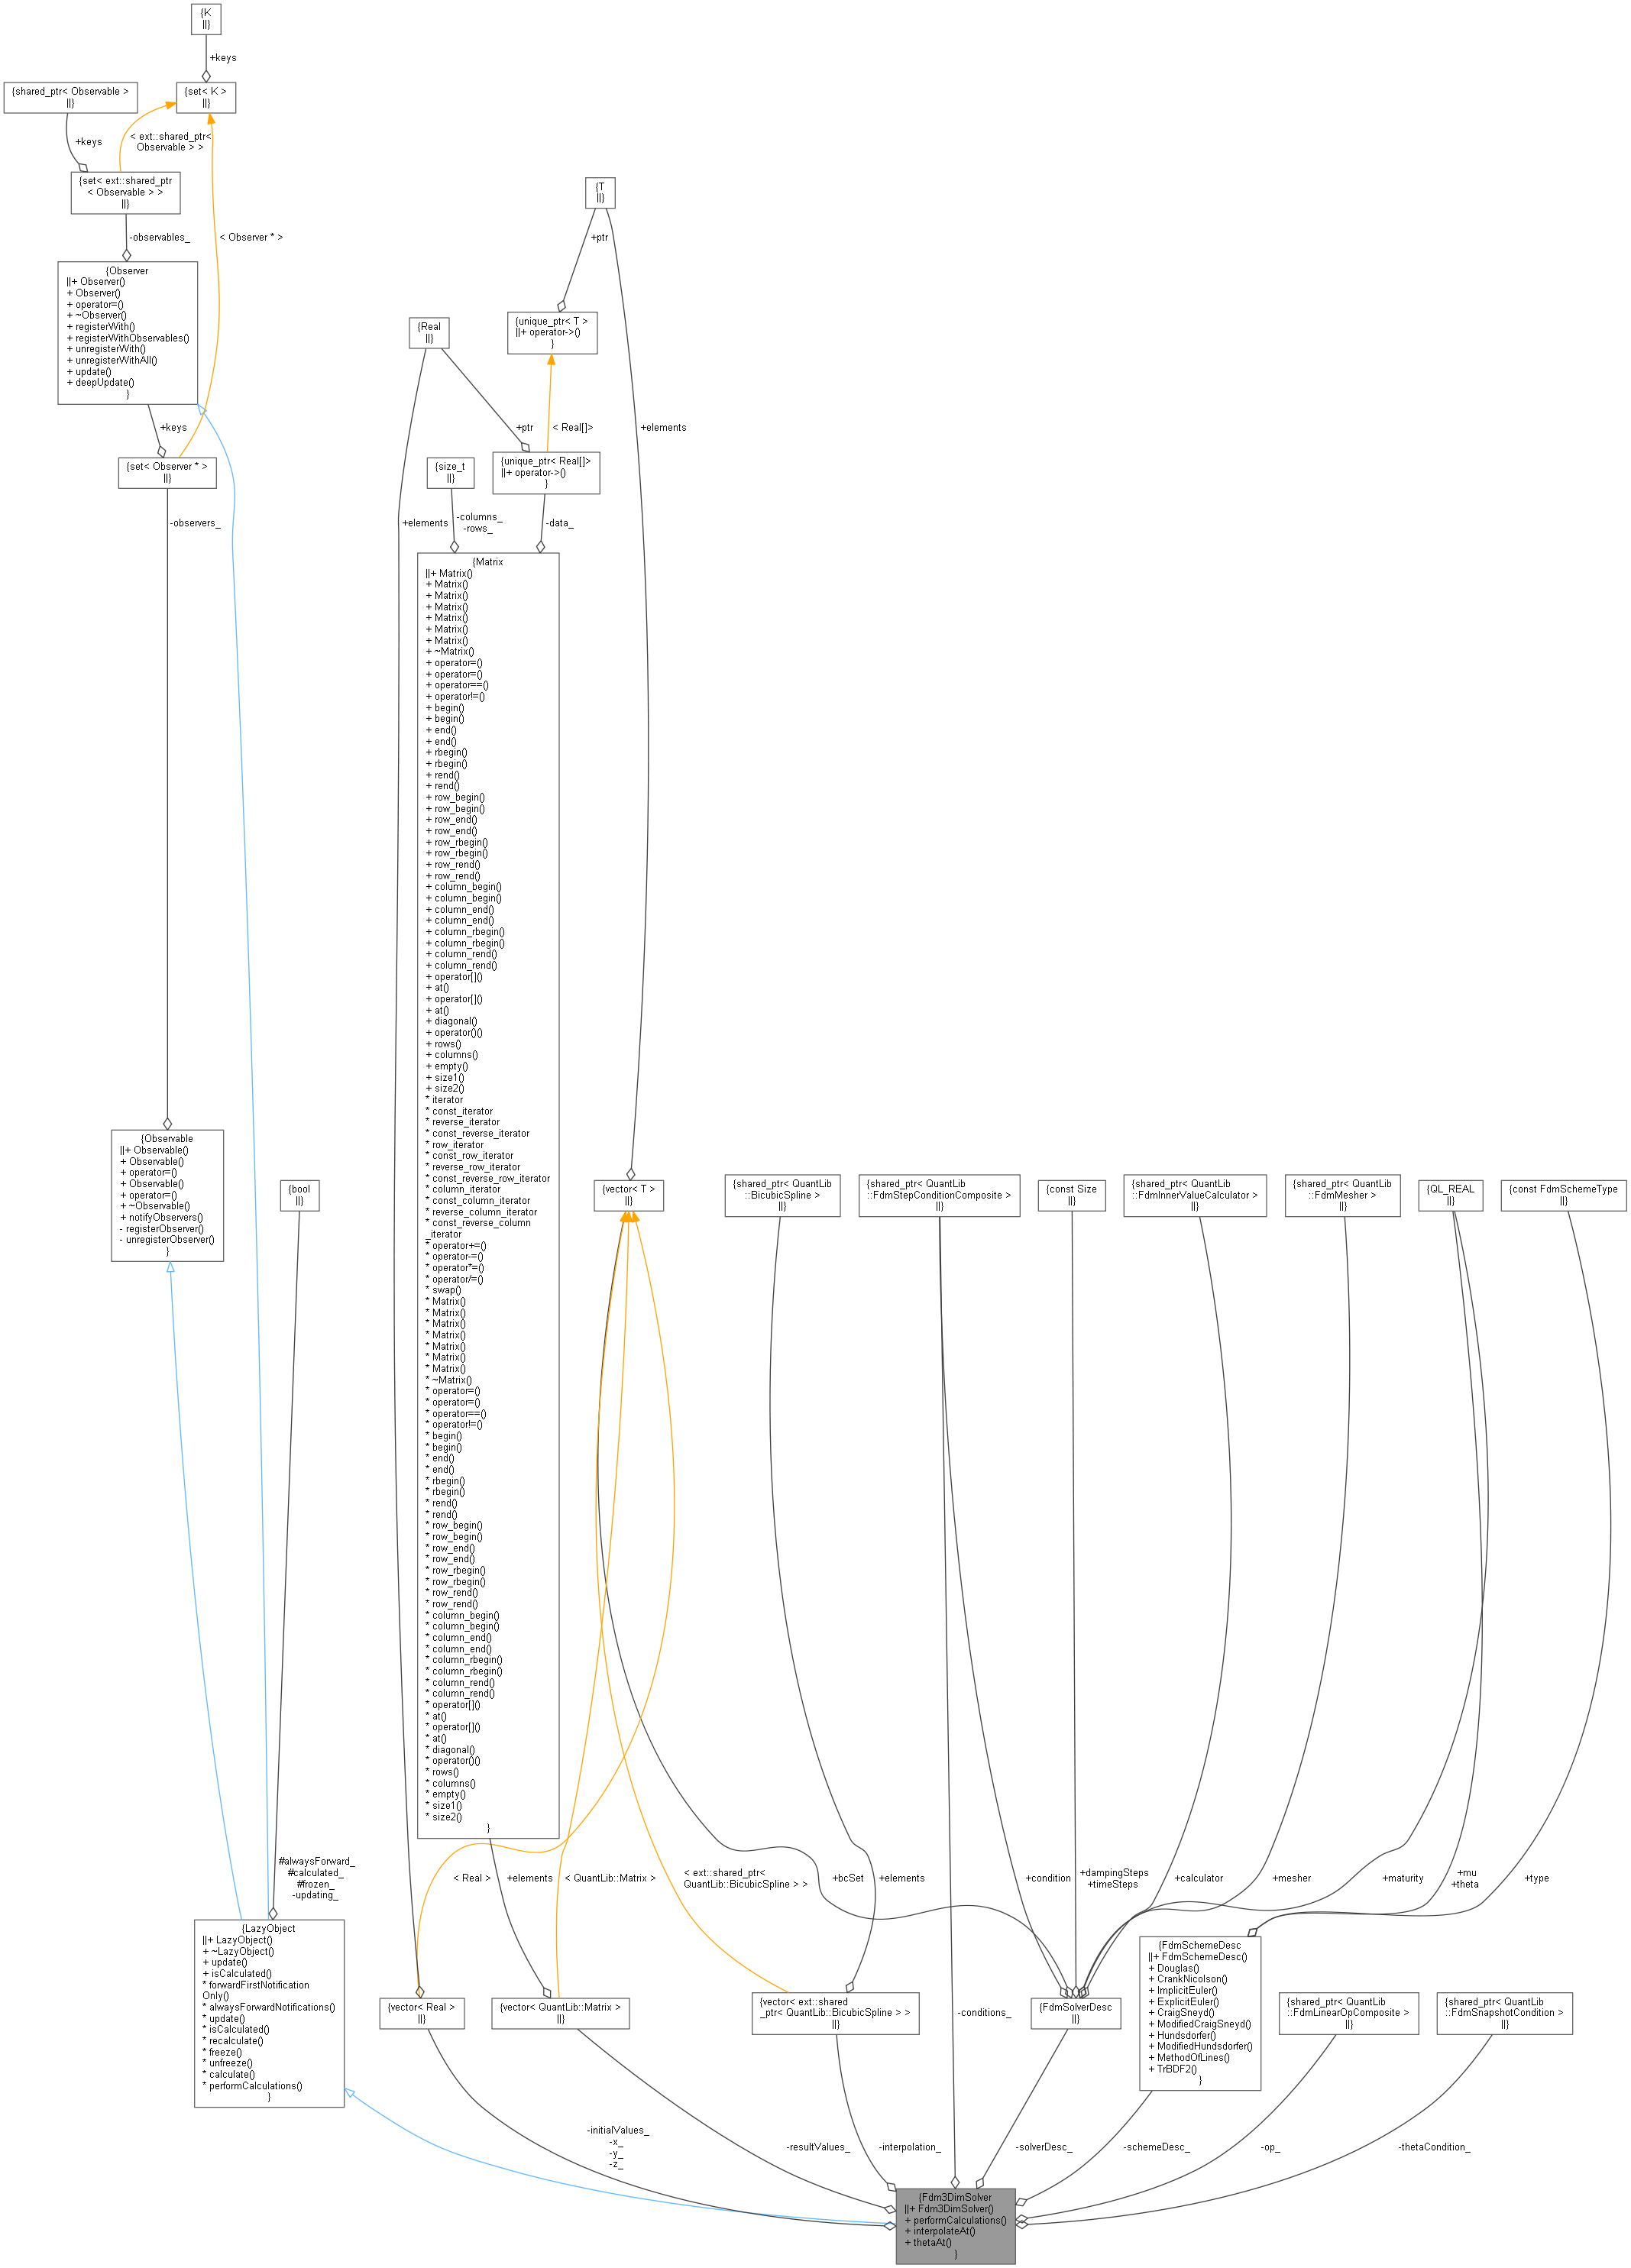 {K
||}
+keys
{shared_ptr< Observable >
||}
{set< K >
||}
+keys
< ext::shared_ptr<
Observable > >
{set< ext::shared_ptr
< Observable > >
||}
{T
||}
-observables_
< Observer * >
+ptr
{Observer
||+ Observer()
+ Observer()
+ operator=()
+ ~Observer()
+ registerWith()
+ registerWithObservables()
+ unregisterWith()
+ unregisterWithAll()
+ update()
+ deepUpdate()
}
{Real
||}
{unique_ptr< T >
||+ operator->()
}
+keys
+ptr
< Real[]>
+elements
{set< Observer * >
||}
{size_t
||}
{unique_ptr< Real[]>
||+ operator->()
}
-observers_
+elements
-columns_
-rows_
-data_
{Matrix
||+ Matrix()
+ Matrix()
+ Matrix()
+ Matrix()
+ Matrix()
+ Matrix()
+ Matrix()
+ ~Matrix()
+ operator=()
+ operator=()
+ operator==()
+ operator!=()
+ begin()
+ begin()
+ end()
+ end()
+ rbegin()
+ rbegin()
+ rend()
+ rend()
+ row_begin()
+ row_begin()
+ row_end()
+ row_end()
+ row_rbegin()
+ row_rbegin()
+ row_rend()
+ row_rend()
+ column_begin()
+ column_begin()
+ column_end()
+ column_end()
+ column_rbegin()
+ column_rbegin()
+ column_rend()
+ column_rend()
+ operator[]()
+ at()
+ operator[]()
+ at()
+ diagonal()
+ operator()()
+ rows()
+ columns()
+ empty()
+ size1()
+ size2()
* iterator
* const_iterator
* reverse_iterator
* const_reverse_iterator
* row_iterator
* const_row_iterator
* reverse_row_iterator
* const_reverse_row_iterator
* column_iterator
* const_column_iterator
* reverse_column_iterator
* const_reverse_column
_iterator
* operator+=()
* operator-=()
* operator*=()
* operator/=()
* swap()
* Matrix()
* Matrix()
* Matrix()
* Matrix()
* Matrix()
* Matrix()
* Matrix()
* ~Matrix()
* operator=()
* operator=()
* operator==()
* operator!=()
* begin()
* begin()
* end()
* end()
* rbegin()
* rbegin()
* rend()
* rend()
* row_begin()
* row_begin()
* row_end()
* row_end()
* row_rbegin()
* row_rbegin()
* row_rend()
* row_rend()
* column_begin()
* column_begin()
* column_end()
* column_end()
* column_rbegin()
* column_rbegin()
* column_rend()
* column_rend()
* operator[]()
* at()
* operator[]()
* at()
* diagonal()
* operator()()
* rows()
* columns()
* empty()
* size1()
* size2()
}
{Observable
||+ Observable()
+ Observable()
+ operator=()
+ Observable()
+ operator=()
+ ~Observable()
+ notifyObservers()
- registerObserver()
- unregisterObserver()
}
{bool
||}
{vector< T >
||}
{shared_ptr< QuantLib
::BicubicSpline >
||}
{shared_ptr< QuantLib
::FdmStepConditionComposite >
||}
{const Size
||}
{shared_ptr< QuantLib
::FdmInnerValueCalculator >
||}
{shared_ptr< QuantLib
::FdmMesher >
||}
{QL_REAL
||}
{const FdmSchemeType
||}
#alwaysForward_
#calculated_
#frozen_
-updating_
< Real >
+elements
< QuantLib::Matrix >
< ext::shared_ptr<
QuantLib::BicubicSpline > >
+bcSet
+elements
+condition
+dampingSteps
+timeSteps
+calculator
+mesher
+maturity
+mu
+theta
+type
{LazyObject
||+ LazyObject()
+ ~LazyObject()
+ update()
+ isCalculated()
* forwardFirstNotification
Only()
* alwaysForwardNotifications()
* update()
* isCalculated()
* recalculate()
* freeze()
* unfreeze()
* calculate()
* performCalculations()
}
{vector< Real >
||}
{vector< QuantLib::Matrix >
||}
{vector< ext::shared
_ptr< QuantLib::BicubicSpline > >
||}
-conditions_
{FdmSolverDesc
||}
{FdmSchemeDesc
||+ FdmSchemeDesc()
+ Douglas()
+ CrankNicolson()
+ ImplicitEuler()
+ ExplicitEuler()
+ CraigSneyd()
+ ModifiedCraigSneyd()
+ Hundsdorfer()
+ ModifiedHundsdorfer()
+ MethodOfLines()
+ TrBDF2()
}
{shared_ptr< QuantLib
::FdmLinearOpComposite >
||}
{shared_ptr< QuantLib
::FdmSnapshotCondition >
||}
-initialValues_
-x_
-y_
-z_
-resultValues_
-interpolation_
-solverDesc_
-schemeDesc_
-op_
-thetaCondition_
{Fdm3DimSolver
||+ Fdm3DimSolver()
+ performCalculations()
+ interpolateAt()
+ thetaAt()
}